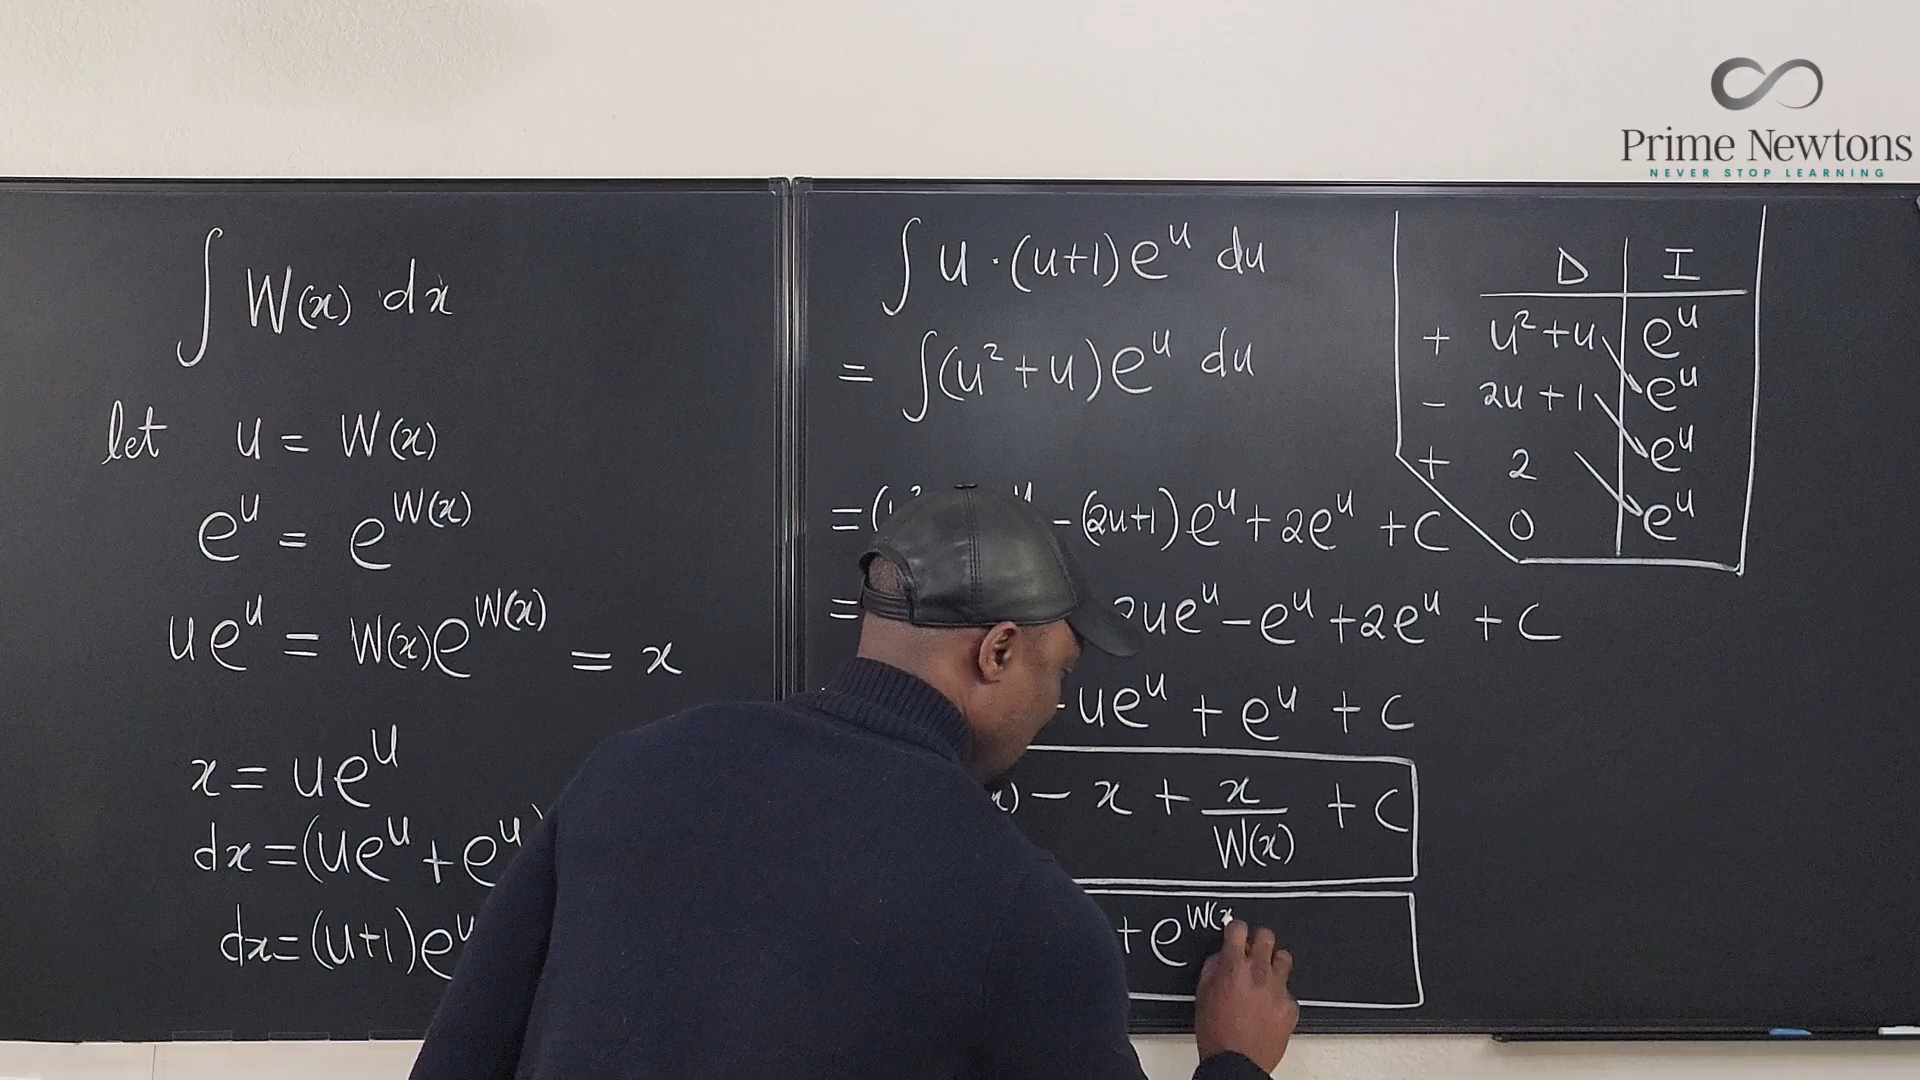 Prime Newtons
NEVER STOP LEARNING
∫ W(x) dx
let u = W(x)
e^u = e^W(x)
ue^u = W(x)e^W(x) = x
x = ue^u
dx = (ue^u + e^u)
dx = (u+1)e^u
∫ u · (u+1)e^u du
= ∫(u² + u)e^u du
= ( - (2u+1)e^u + 2e^u + C
= 2ue^u - e^u + 2e^u + C
- ue^u + e^u + C
x) - x + x/W(x) + C
+ e^W(x
D I
+ u² + u e^u
- 2u + 1 e^u
+ 2 e^u
0 e^u